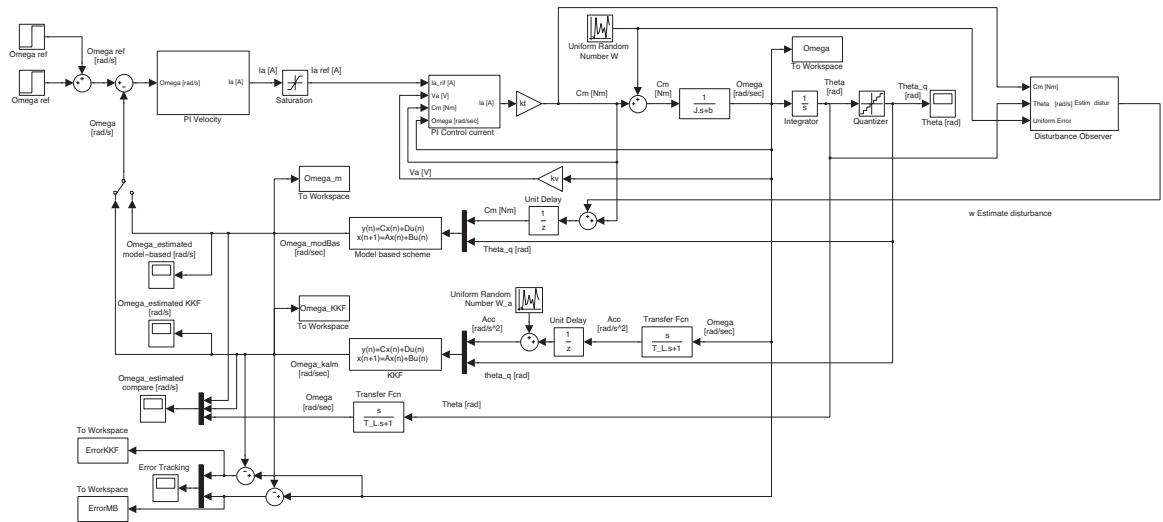 Omega ref
Omega ref
[rad/s]
Omega ref
Omega [rad/s]
Ia [A]
PI Velocity
Ia [A]
Saturation
Ia ref [A]
Ia_rif [A]
Va [V]
Cm [Nm]
Omega [rad/sec]
Ia [A]
PI Control current
kt
Cm [Nm]
Uniform Random
Number W
Cm
[Nm]
1
J.s+b
Omega
[rad/sec]
Omega
To Workspace
1
s
Integrator
Theta
[rad]
Quantizer
Theta_q
[rad]
Theta [rad]
Cm [Nm]
Theta [rad/s]
Uniform Error
Estim distur
Disturbance Observer
Omega
[rad/s]
Va [V]
kv
w Estimate disturbance
Omega_m
To Workspace
Unit Delay
1
z
Cm [Nm]
Theta_q [rad]
y(n)=Cx(n)+Du(n)
x(n+1)=Ax(n)+Bu(n)
Model based scheme
Omega_modBas
[rad/sec]
Omega_estimated
model-based [rad/s]
Omega_estimated KKF
[rad/s]
Omega_KKF
To Workspace
Uniform Random
Number W_a
Acc
[rad/s^2]
Unit Delay
1
z
Acc
[rad/s^2]
Transfer Fcn
s
T_L.s+1
Omega
[rad/sec]
theta_q [rad]
y(n)=Cx(n)+Du(n)
x(n+1)=Ax(n)+Bu(n)
KKF
Omega_kalm
[rad/sec]
Omega_estimated
compare [rad/s]
Omega
[rad/sec]
Transfer Fcn
s
T_L.s+1
Theta [rad]
To Workspace
ErrorKKF
Error Tracking
To Workspace
ErrorMB